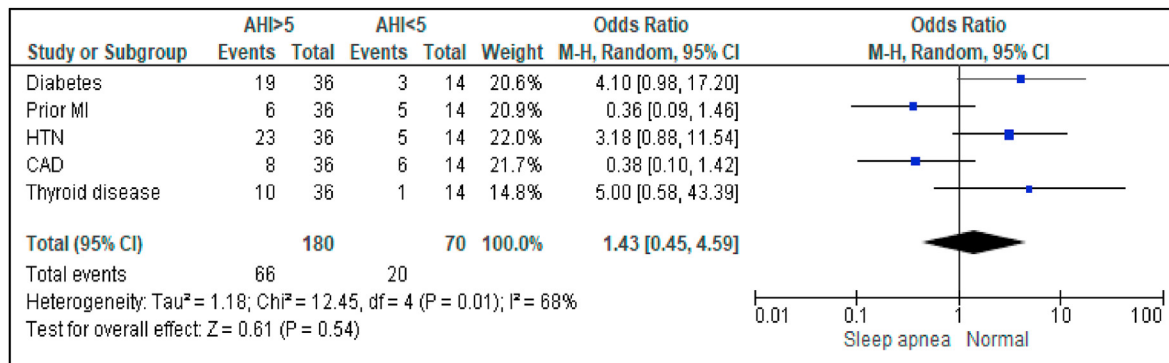 AHI>5 AHI<5 Odds Ratio Odds Ratio
Study or Subgroup Events Total Events Total Weight M-H, Random, 95% CI M-H, Random, 95% CI
Diabetes 19 36 3 14 20.6% 4.10 [0.98, 17.20]
Prior MI 6 36 5 14 20.9% 0.36 [0.09, 1.46]
HTN 23 36 5 14 22.0% 3.18 [0.88, 11.54]
CAD 8 36 6 14 21.7% 0.38 [0.10, 1.42]
Thyroid disease 10 36 1 14 14.8% 5.00 [0.58, 43.39]
Total (95% CI) 180 70 100.0% 1.43 [0.45, 4.59]
Total events 66 20
Heterogeneity: Tau² = 1.18; Chi² = 12.45, df = 4 (P = 0.01); I² = 68%
Test for overall effect: Z = 0.61 (P = 0.54)
0.01 0.1 1 10 100
Sleep apnea Normal